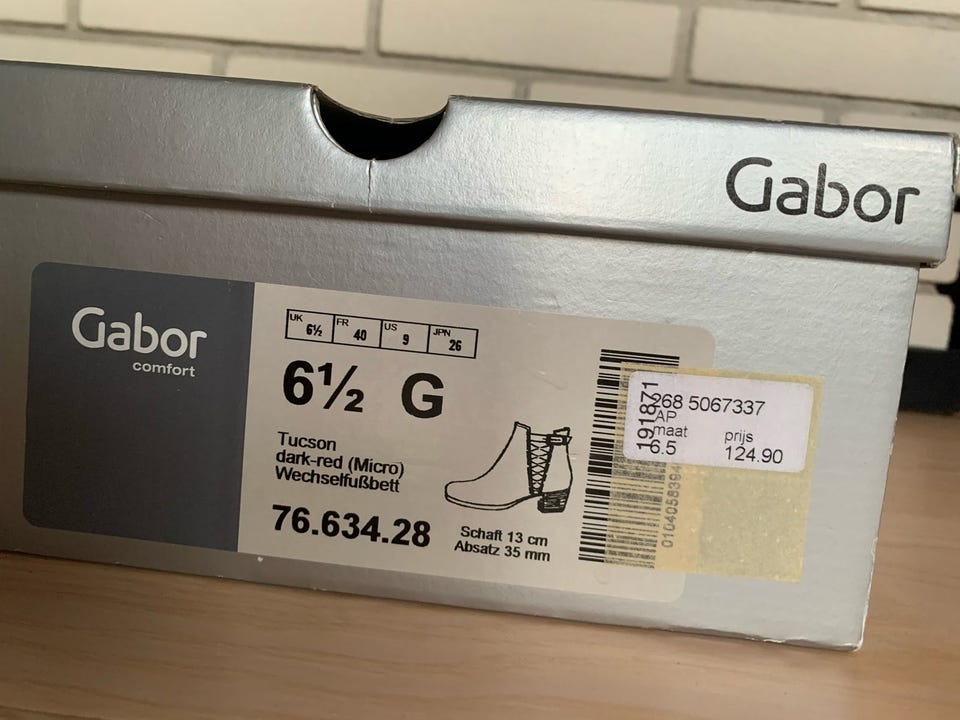 Gabor
Gabor
comfort
UK 6½ FR 40 US 9 JPN 26
6½ G
Tucson
dark-red (Micro)
Wechselfußbett
76.634.28
Schaft 13 cm
Absatz 35 mm
191871
268 5067337
AP
maat prijs
6.5 124.90